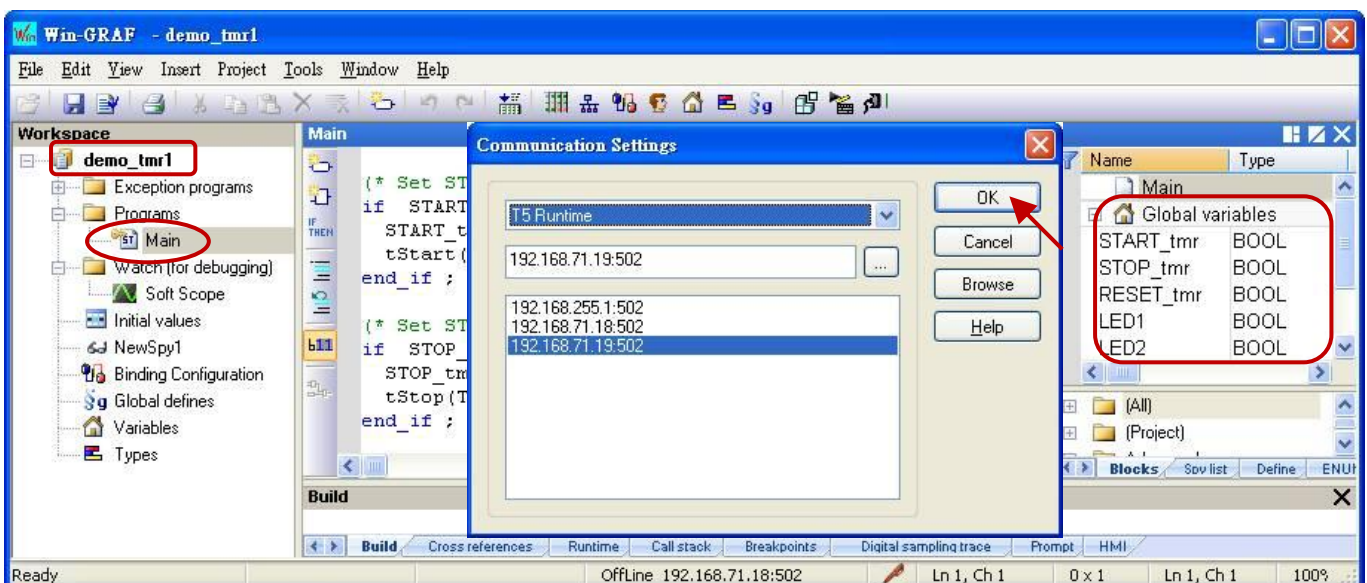 Win-GRAF - demo_tmr1
File Edit View Insert Project Tools Window Help
Workspace
demo_tmr1
Exception programs
Programs
Main
Watch (for debugging)
Soft Scope
Initial values
NewSpy1
Binding Configuration
Global defines
Variables
Types
Main
(* Set ST
if START
START_t
tStart(
end_if ;
(* Set ST
if STOP_
STOP_tm
tStop(T
end_if ;
IF
THEN
Communication Settings
T5 Runtime
192.168.71.19:502
...
192.168.255.1:502
192.168.71.18:502
192.168.71.19:502
OK
Cancel
Browse
Help
Name Type
Main
Global variables
START_tmr BOOL
STOP_tmr BOOL
RESET_tmr BOOL
LED1 BOOL
LED2 BOOL
(All)
(Project)
Blocks Spy list Define ENUM
Build
Build Cross references Runtime Call stack Breakpoints Digital sampling trace Prompt HMI
Ready OffLine 192.168.71.18:502 Ln 1, Ch 1 0 x 1 Ln 1, Ch 1 100%